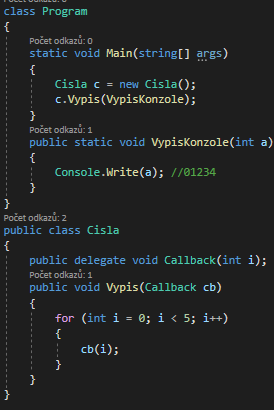 class Program
{
Počet odkazů: 0
static void Main(string[] args)
{
Cisla c = new Cisla();
c.Vypis(VypisKonzole);
}
Počet odkazů: 1
public static void VypisKonzole(int a)
{
Console.Write(a); //01234
}
}
Počet odkazů: 2
public class Cisla
{
public delegate void Callback(int i);
Počet odkazů: 1
public void Vypis(Callback cb)
{
for (int i = 0; i < 5; i++)
{
cb(i);
}
}
}